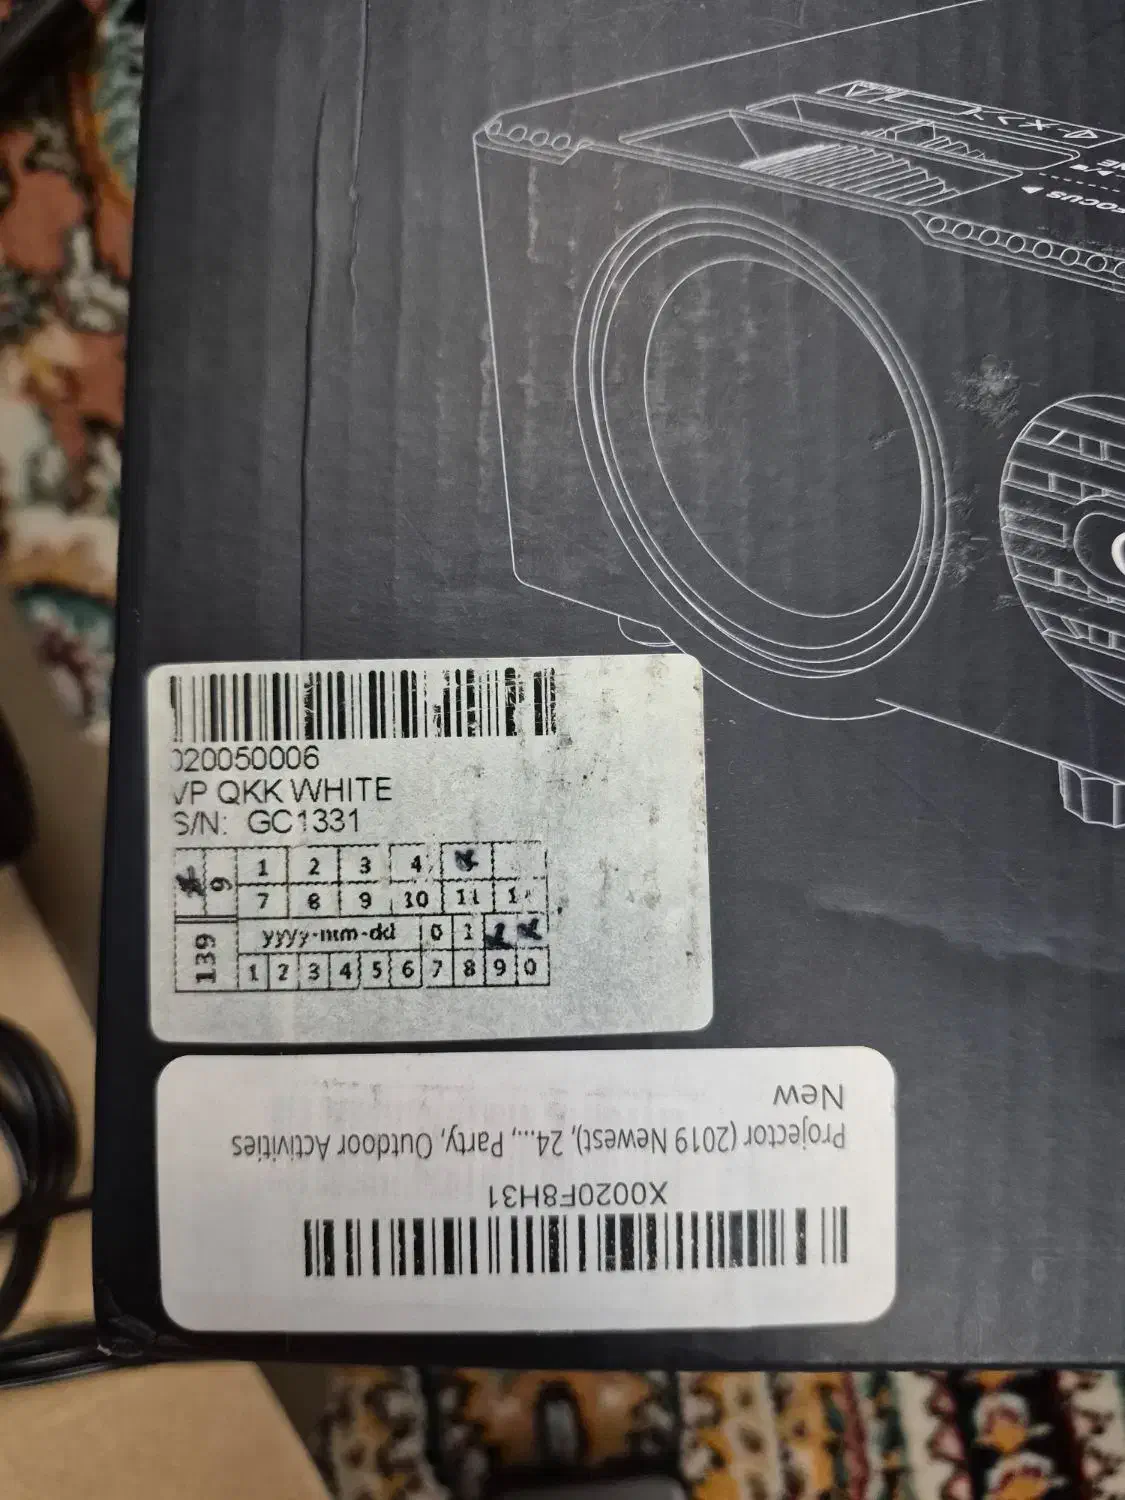 FOCUS
020050006
VP QKK WHITE
S/N: GC1331
9 1 2 3 4
7 8 9 10 11
139 yyyy-mm-dd 0 1
1 2 3 4 5 6 7 8 9 0
New
Projector (2019 Newest), 24..., Party, Outdoor Activities
X0020F8H31